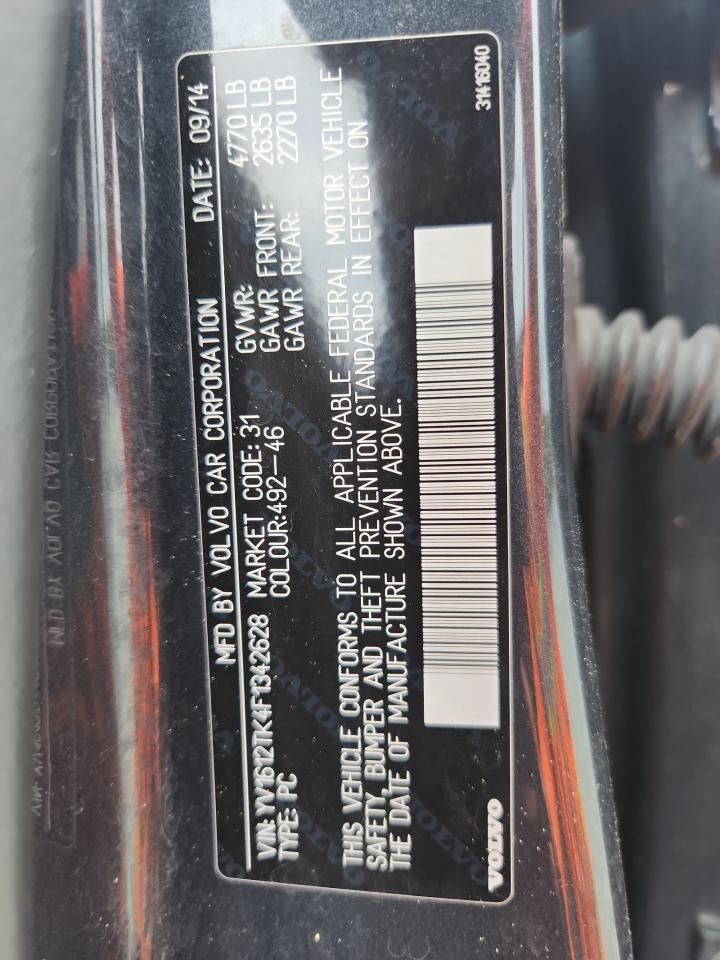 MFD BY VOLVO CAR CORPORATION DATE: 09/14
VIN: YV1612TK4F1342628 MARKET CODE: 31 GVWR: 4770 LB
TYPE: PC COLOUR:492-46 GAWR FRONT: 2635 LB
GAWR REAR: 2270 LB
THIS VEHICLE CONFORMS TO ALL APPLICABLE FEDERAL MOTOR VEHICLE
SAFETY, BUMPER AND THEFT PREVENTION STANDARDS IN EFFECT ON
THE DATE OF MANUFACTURE SHOWN ABOVE.
VOLVO 31416040